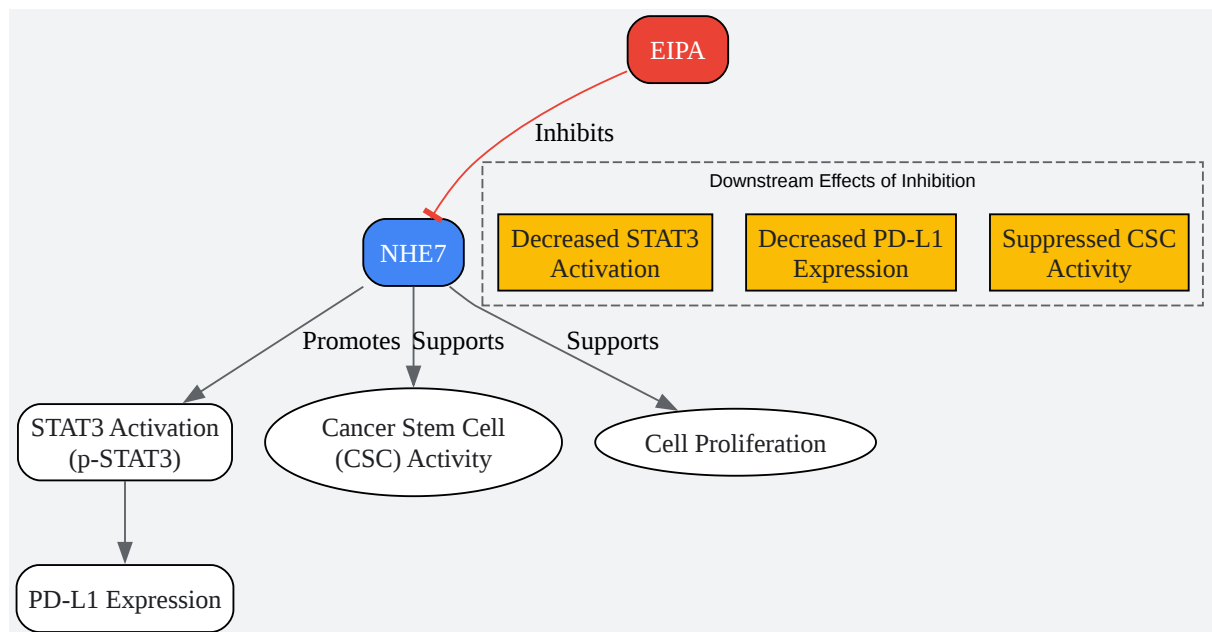 EIPA
Inhibits
Downstream Effects of Inhibition
Decreased STAT3
Activation
Decreased PD-L1
Expression
Suppressed CSC
Activity
NHE7
Promotes
Supports
Supports
STAT3 Activation
(p-STAT3)
Cancer Stem Cell
(CSC) Activity
Cell Proliferation
PD-L1 Expression